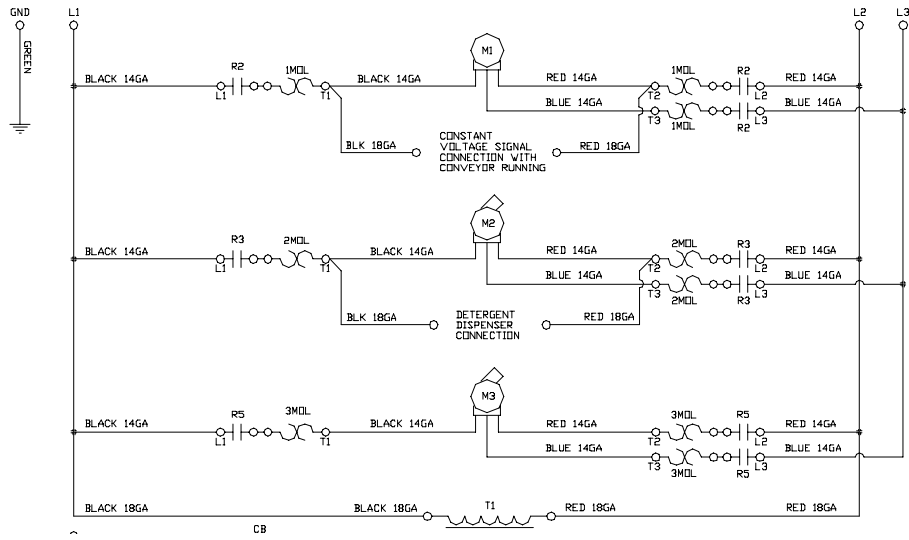 GND
L1
L2
L3
GREEN
M1
R2
1MOL
BLACK 14GA
BLACK 14GA
RED 14GA
1MOL
R2
RED 14GA
L1
T1
T2
L2
BLUE 14GA
BLUE 14GA
T3
1MOL
R2
L3
BLK 18GA
CONSTANT
VOLTAGE SIGNAL
CONNECTION WITH
CONVEYOR RUNNING
RED 18GA
M2
R3
2MOL
BLACK 14GA
BLACK 14GA
RED 14GA
2MOL
R3
RED 14GA
L1
T1
T2
L2
BLUE 14GA
BLUE 14GA
T3
2MOL
R3
L3
BLK 18GA
DETERGENT
DISPENSER
CONNECTION
RED 18GA
M3
R5
3MOL
BLACK 14GA
BLACK 14GA
RED 14GA
3MOL
R5
RED 14GA
L1
T1
T2
L2
BLUE 14GA
BLUE 14GA
T3
3MOL
R5
L3
BLACK 18GA
BLACK 18GA
T1
RED 18GA
RED 18GA
CB